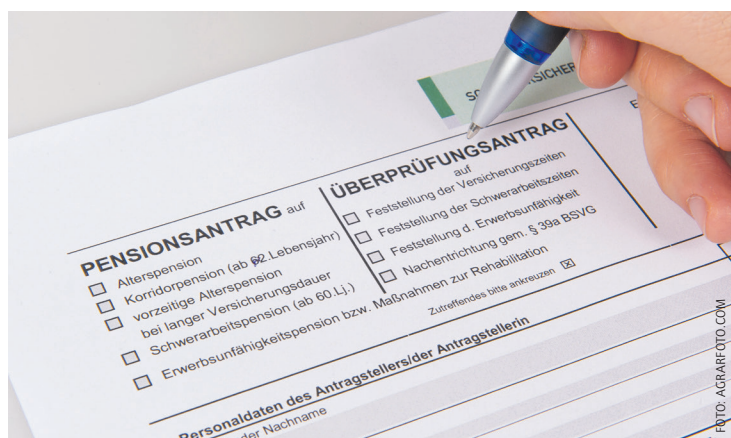 PENSIONSANTRAG auf
Alterspension
Korridorpension (ab 62.Lebensjahr)
vorzeitige Alterspension
bei langer Versicherungsdauer
Schwerarbeitspension (ab 60.Lj.)
Erwerbsunfähigkeitspension bzw. Maßnahmen zur Rehabilitation
ÜBERPRÜFUNGSANTRAG
auf
Feststellung der Versicherungszeiten
Feststellung der Schwerarbeitszeiten
Feststellung d. Erwerbsunfähigkeit
Nachentrichtung gem. § 39a BSVG
Zutreffendes bitte ankreuzen
Personaldaten des Antragstellers/der Antragstellerin
der Nachname
FOTO: AGRARFOTO.COM